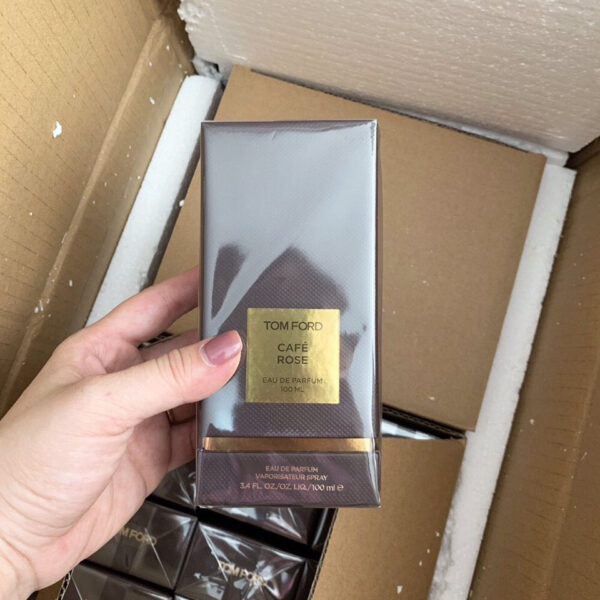 TOM FORD
CAFÉ
ROSE
EAU DE PARFUM
100 ML
EAU DE PARFUM
VAPORISATEUR SPRAY
3.4 FL. OZ./OZ. LIQ./100 ml ℮
TOM FORD
TOM FORD